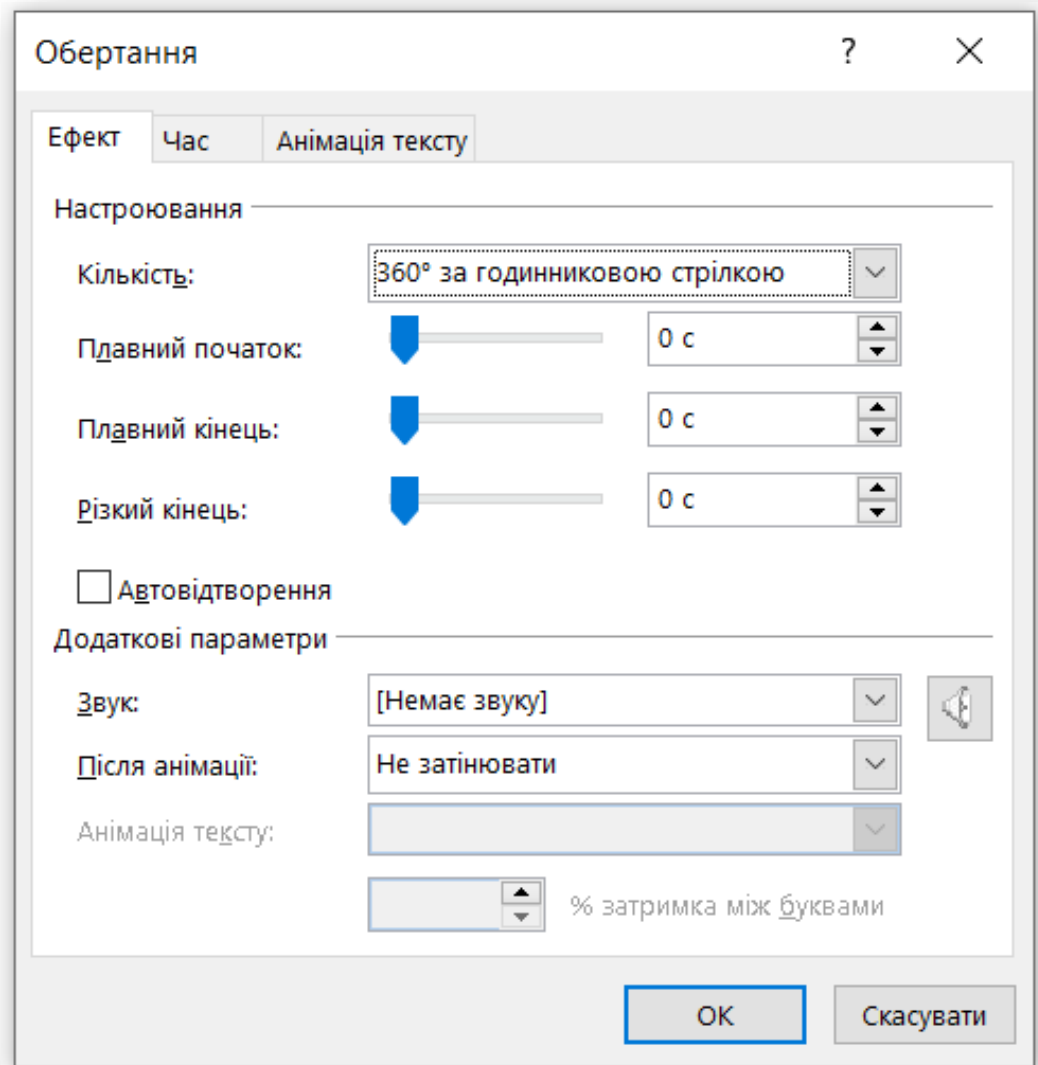 Обертання ?
Ефект Час Анімація тексту
Настроювання
Кількість: 360° за годинниковою стрілкою
Плавний початок: 0 с
Плавний кінець: 0 с
Різкий кінець: 0 с
Автовідтворення
Додаткові параметри
Звук: [Немає звуку]
Після анімації: Не затінювати
Анімація тексту:
% затримка між буквами
ОК Скасувати